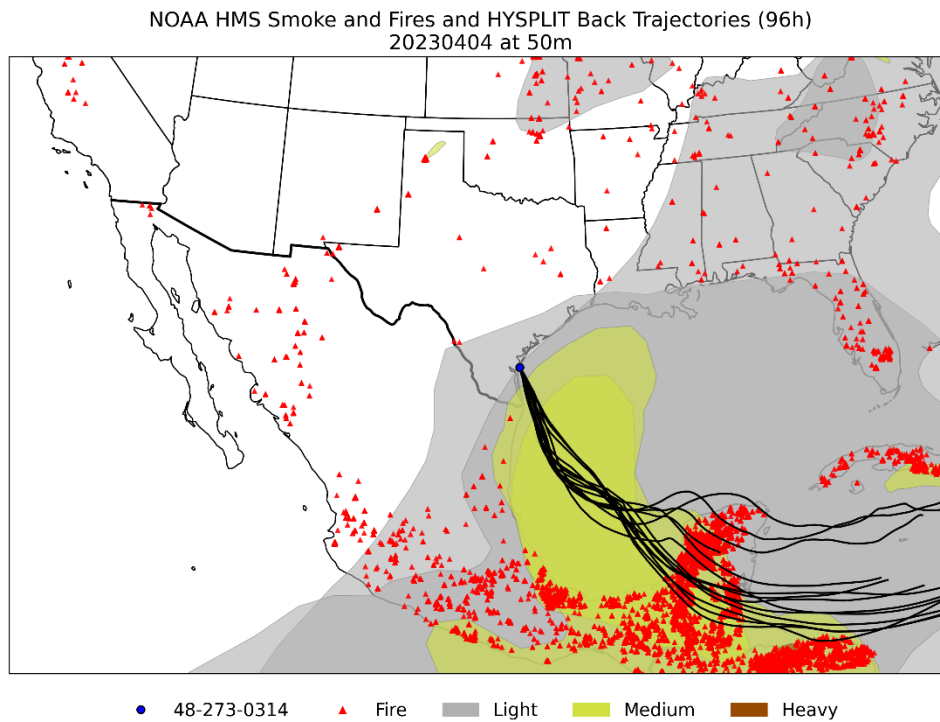 NOAA HMS Smoke and Fires and HYSPLIT Back Trajectories (96h)
20230404 at 50m
48-273-0314 Fire Light Medium Heavy